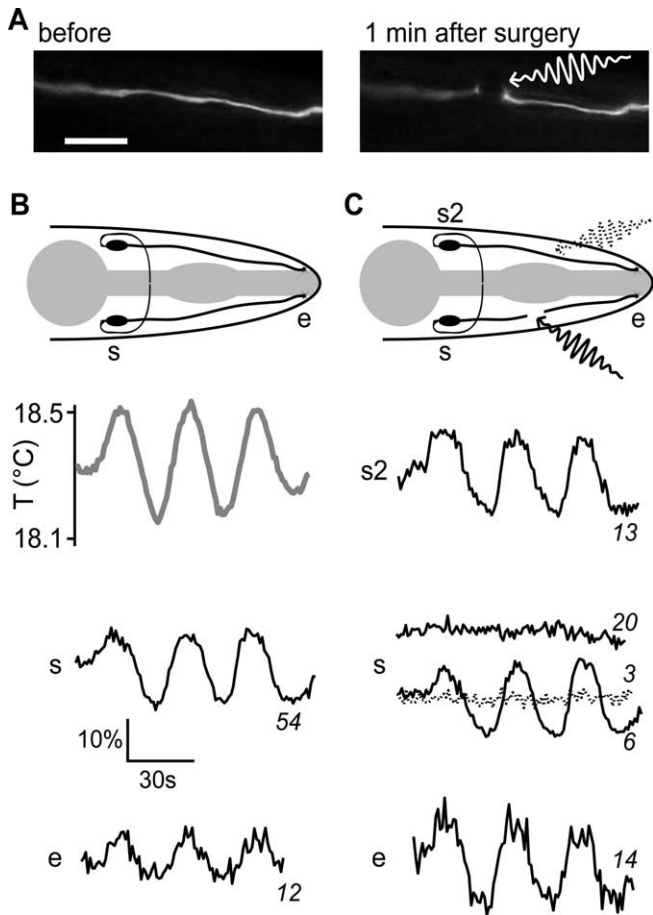 A
before
1 min after surgery
B
C
s
e
s2
s
e
18.5
T (°C)
18.1
s2
13
s
54
10%
30s
20
s
3
6
e
12
e
14